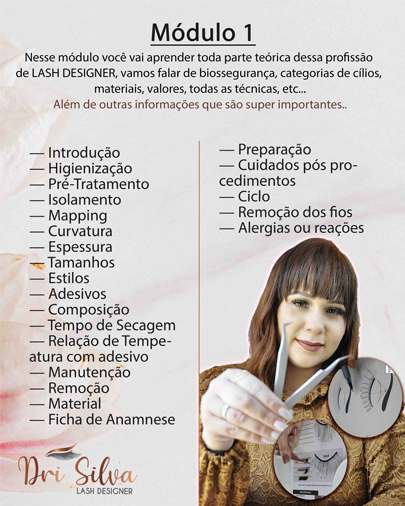 Módulo 1
Nesse módulo você vai aprender toda parte teórica dessa profissão
de LASH DESIGNER, vamos falar de biossegurança, categorias de cílios,
materiais, valores, todas as técnicas, etc...
Além de outras informações que são super importantes..
— Introdução
— Higienização
— Pré-Tratamento
— Isolamento
— Mapping
— Curvatura
— Espessura
— Tamanhos
— Estilos
— Adesivos
— Composição
— Tempo de Secagem
— Relação de Tempe-
atura com adesivo
— Manutenção
— Remoção
— Material
— Ficha de Anamnese
— Preparação
— Cuidados pós pro-
cedimentos
— Ciclo
— Remoção dos fios
— Alergias ou reações
Dri Silva
LASH DESIGNER